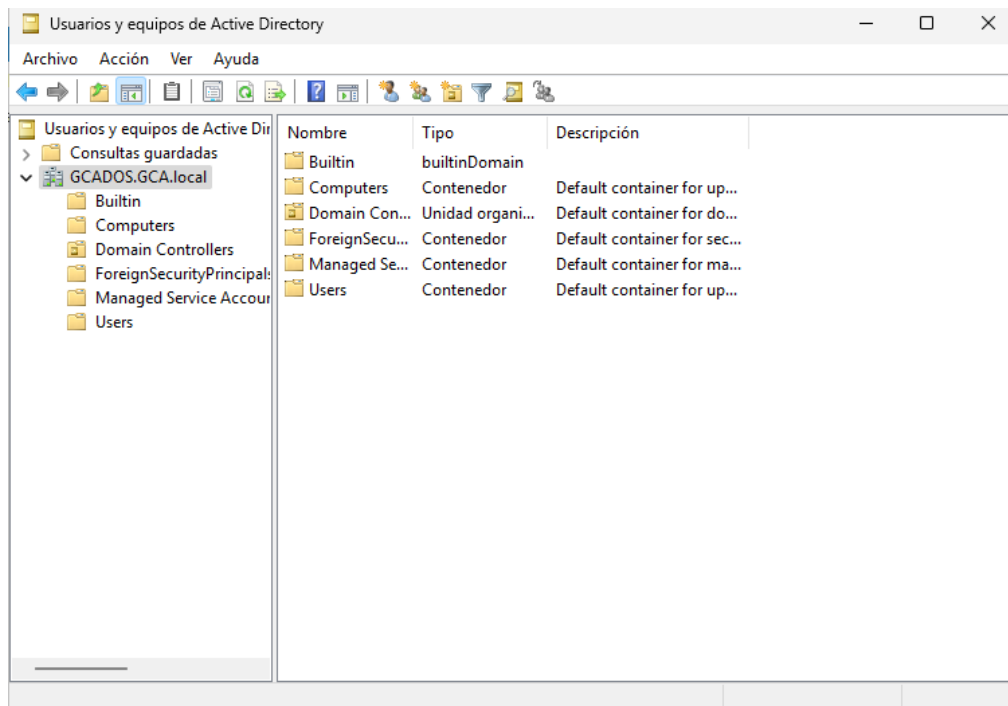 Usuarios y equipos de Active Directory
Archivo Acción Ver Ayuda
Usuarios y equipos de Active Dir
Consultas guardadas
GCADOS.GCA.local
Builtin
Computers
Domain Controllers
ForeignSecurityPrincipals
Managed Service Accour
Users
Nombre Tipo Descripción
Builtin builtinDomain
Computers Contenedor Default container for up...
Domain Con... Unidad organi... Default container for do...
ForeignSecu... Contenedor Default container for sec...
Managed Se... Contenedor Default container for ma...
Users Contenedor Default container for up...